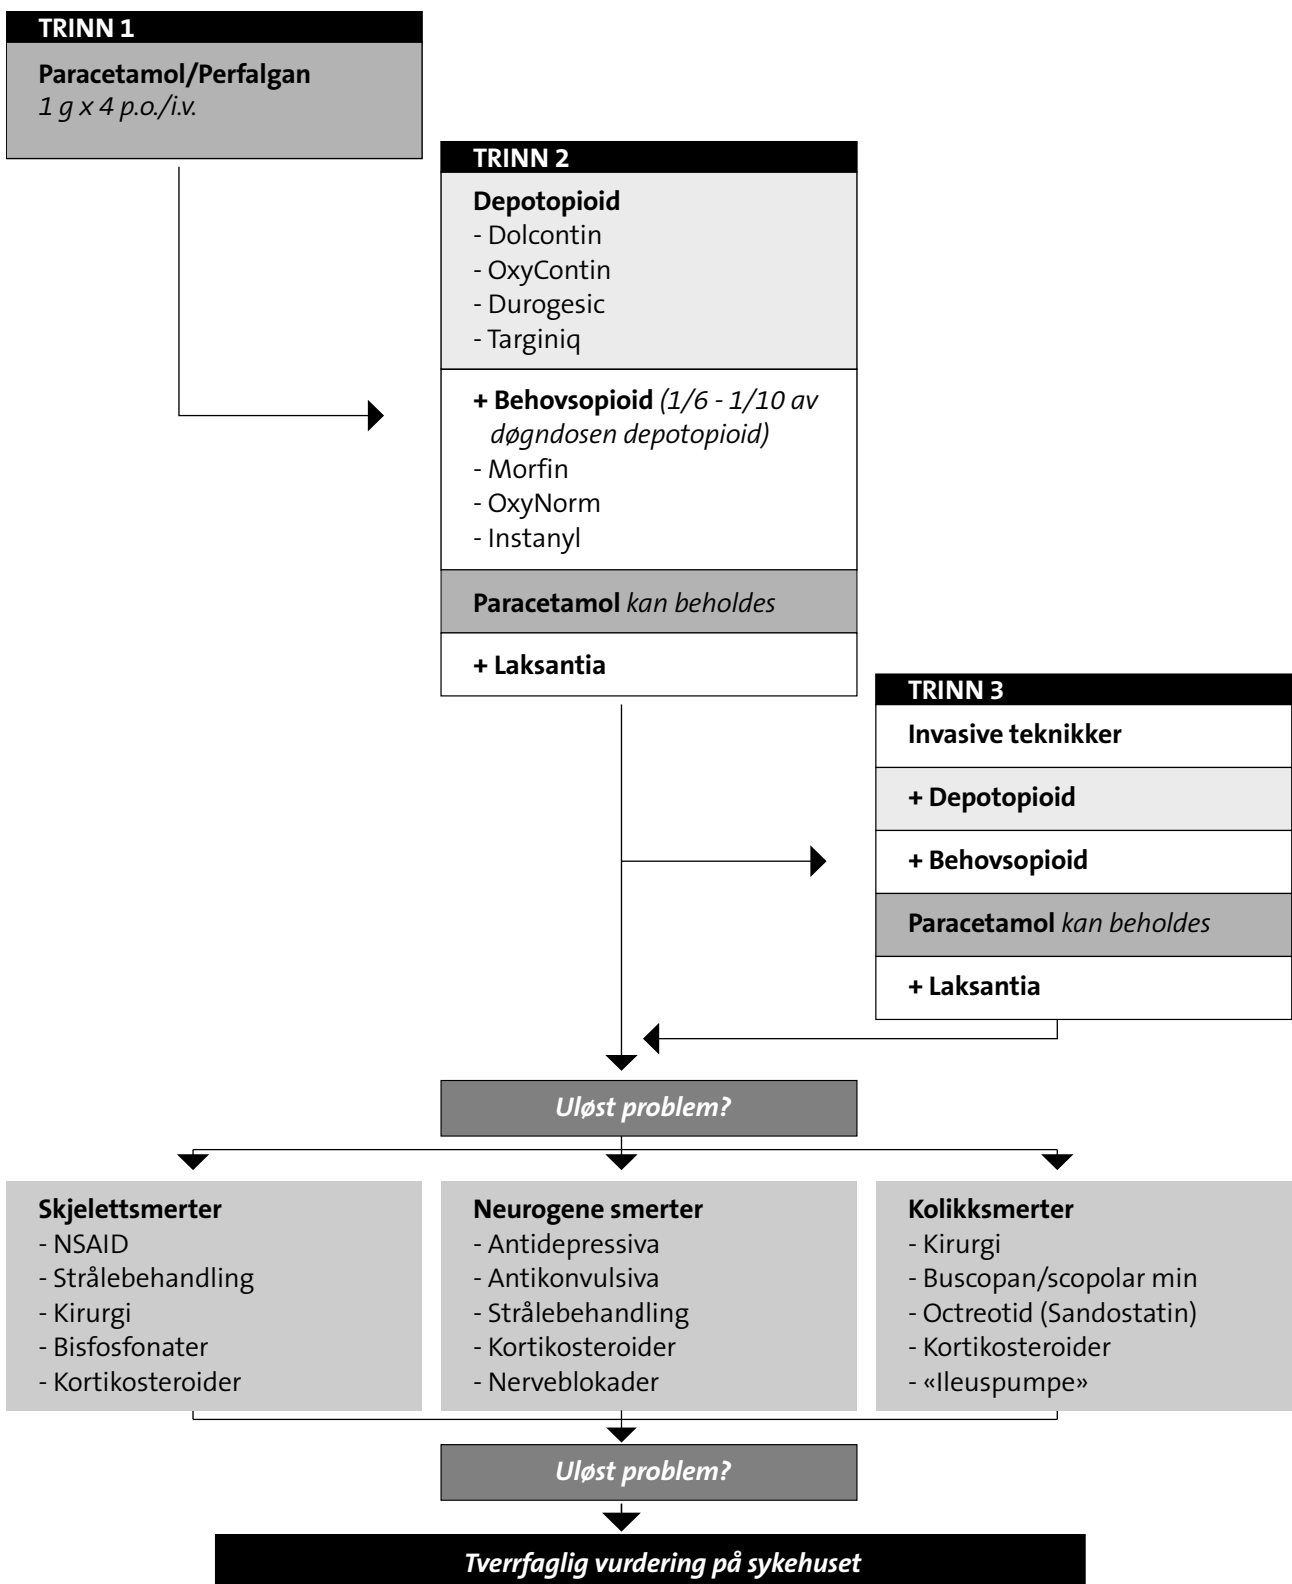 TRINN 1
Paracetamol/Perfalgan
1 g x 4 p.o./i.v.
TRINN 2
Depotopioid
- Dolcontin
- OxyContin
- Durogesic
- Targiniq
+ Behovsopioid (1/6 - 1/10 av
døgndosen depotopioid)
- Morfin
- OxyNorm
- Instanyl
Paracetamol kan beholdes
+ Laksantia
TRINN 3
Invasive teknikker
+ Depotopioid
+ Behovsopioid
Paracetamol kan beholdes
+ Laksantia
Uløst problem?
Skjelettsmerter
- NSAID
- Strålebehandling
- Kirurgi
- Bisfosfonater
- Kortikosteroider
Neurogene smerter
- Antidepressiva
- Antikonvulsiva
- Strålebehandling
- Kortikosteroider
- Nerveblokader
Kolikksmerter
- Kirurgi
- Buscopan/scopolar min
- Octreotid (Sandostatin)
- Kortikosteroider
- «Ileuspumpe»
Uløst problem?
Tverrfaglig vurdering på sykehuset